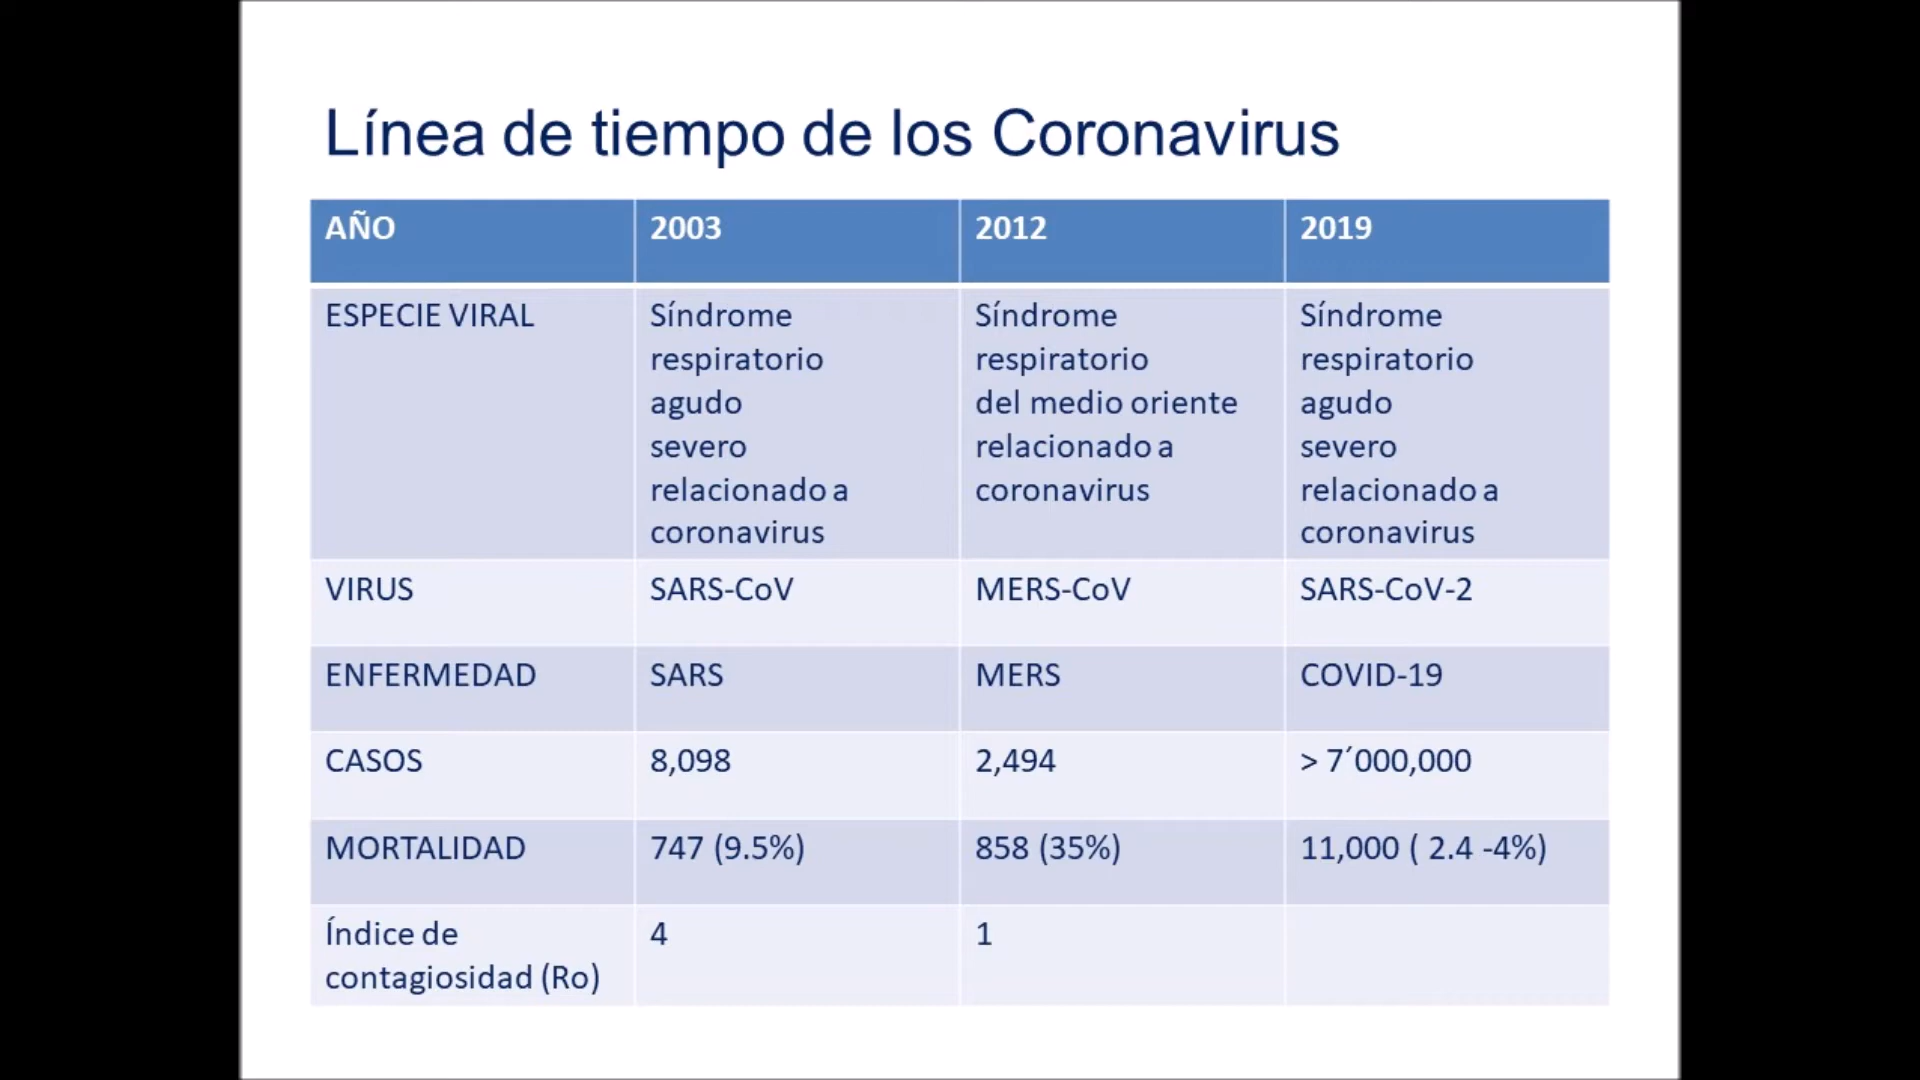 Línea de tiempo de los Coronavirus
AÑO 2003 2012 2019
ESPECIE VIRAL Síndrome Síndrome Síndrome
respiratorio respiratorio respiratorio
agudo del medio oriente agudo
severo relacionado a severo
relacionado a coronavirus relacionado a
coronavirus coronavirus
VIRUS SARS-CoV MERS-CoV SARS-CoV-2
ENFERMEDAD SARS MERS COVID-19
CASOS 8,098 2,494 > 7´000,000
MORTALIDAD 747 (9.5%) 858 (35%) 11,000 ( 2.4 -4%)
Índice de 4 1
contagiosidad (Ro)